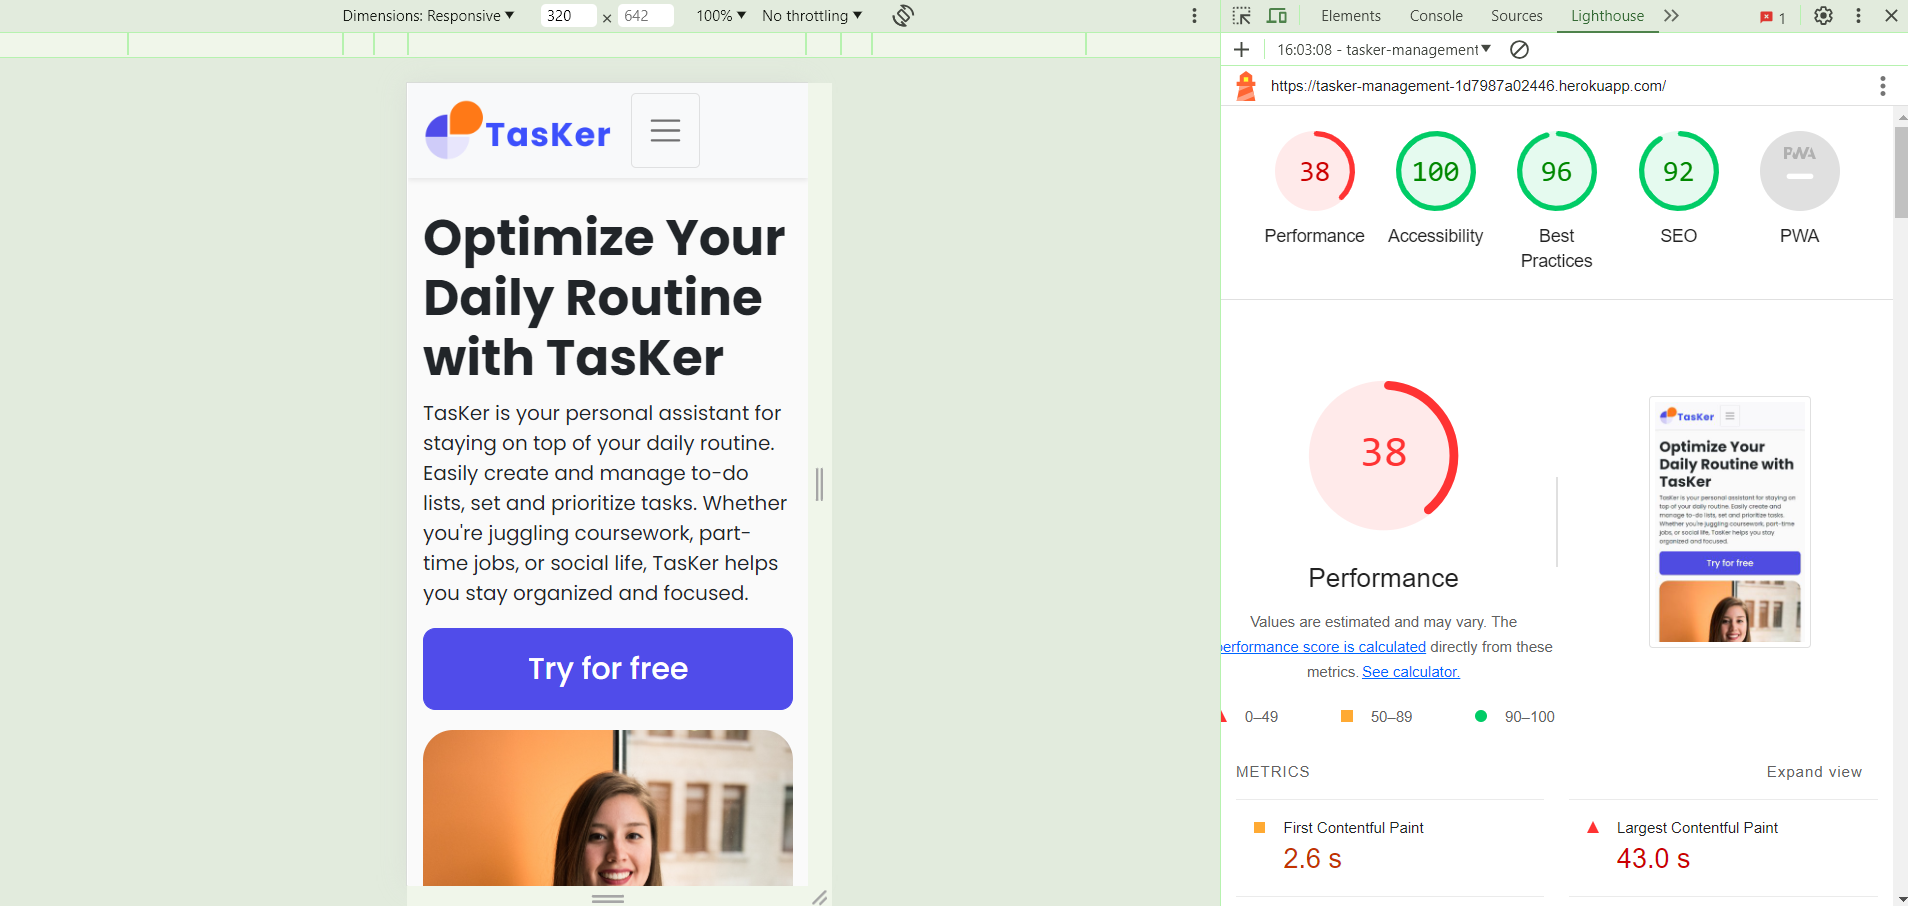 Dimensions: Responsive
320 × 642
100%
No throttling
Elements
Console
Sources
Lighthouse
1
16:03:08 - tasker-management
https://tasker-management-1d7987a02446.herokuapp.com/
TasKer
Optimize Your
Daily Routine
with TasKer
TasKer is your personal assistant for
staying on top of your daily routine.
Easily create and manage to-do
lists, set and prioritize tasks. Whether
you're juggling coursework, part-
time jobs, or social life, TasKer helps
you stay organized and focused.
Try for free
38
Performance
100
Accessibility
96
Best
Practices
92
SEO
PWA
PWA
38
Performance
Values are estimated and may vary. The
erformance score is calculated directly from these
metrics. See calculator.
0–49
50–89
90–100
TasKer
Optimize Your
Daily Routine with
TasKer
TasKer is your personal assistant for staying on
top of your daily routine. Easily create and
manage to-do lists, set and prioritize tasks.
Whether you're juggling coursework, part-time
jobs, or social life, TasKer helps you stay
organized and focused.
Try for free
METRICS
Expand view
First Contentful Paint
2.6 s
Largest Contentful Paint
43.0 s